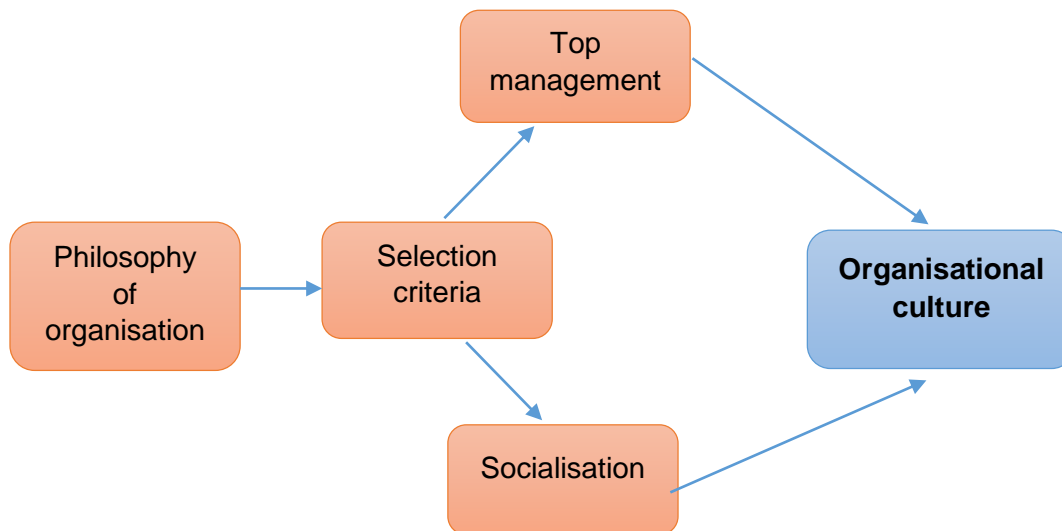 Top
management
Philosophy
of
organisation
Selection
criteria
Organisational
culture
Socialisation